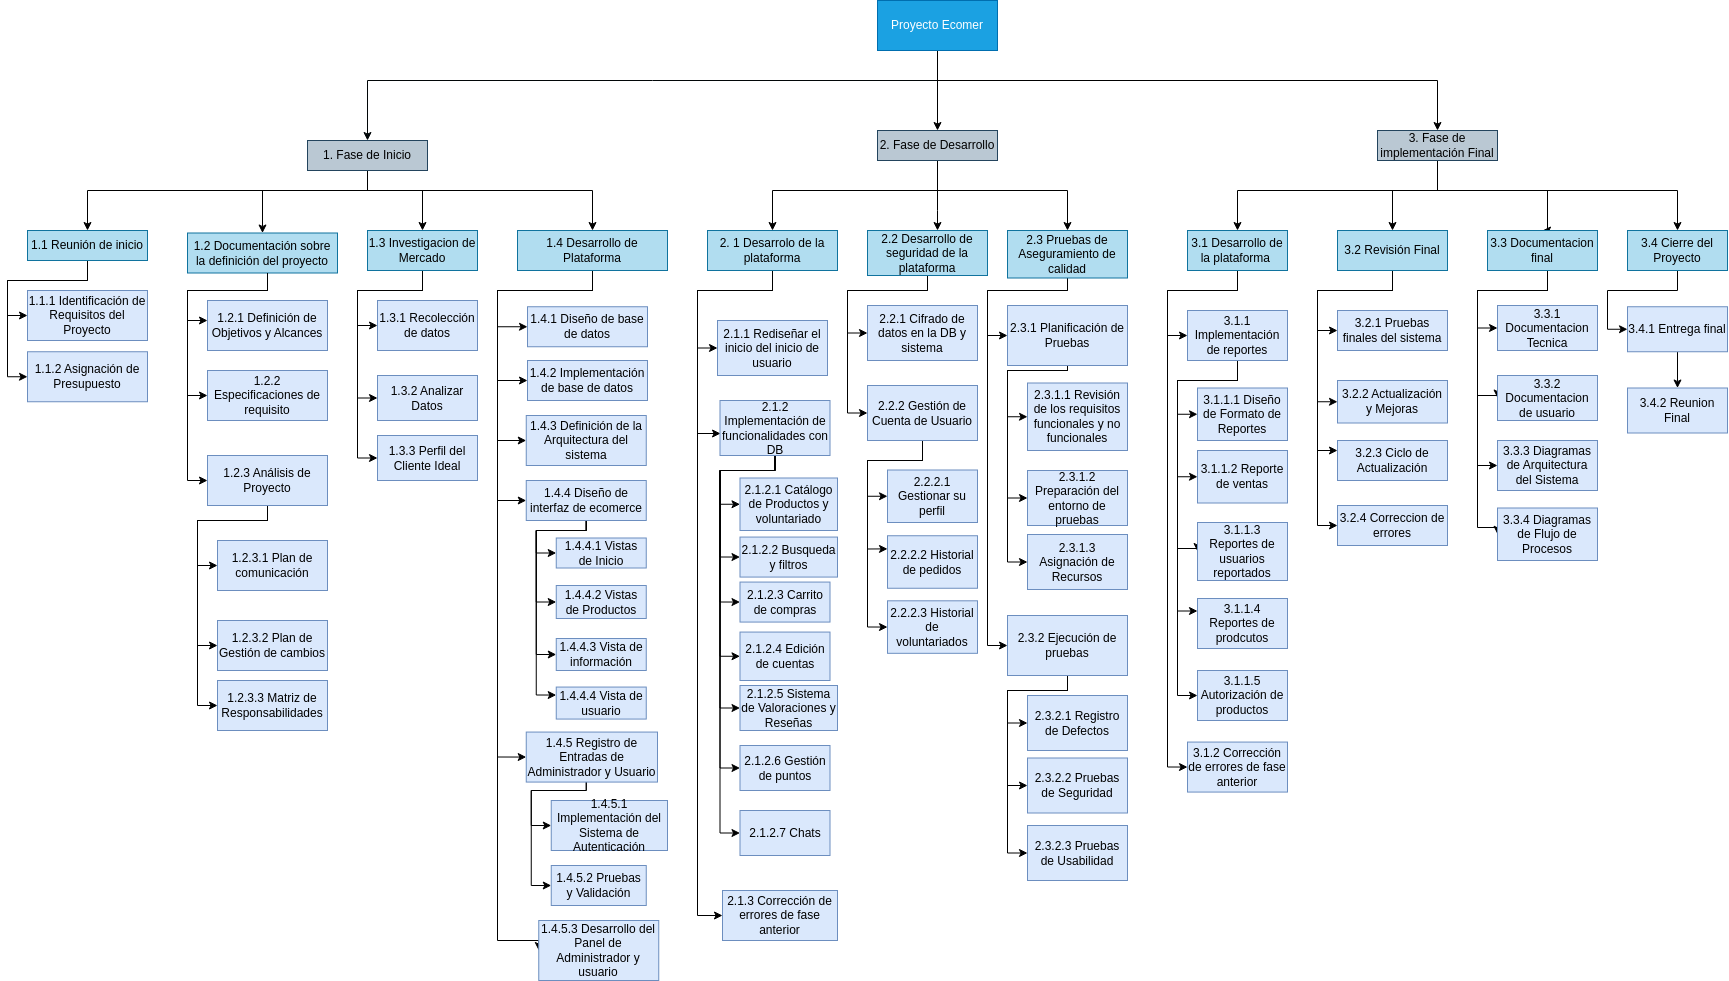 Proyecto Ecomer
1. Fase de Inicio
2. Fase de Desarrollo
3. Fase de
implementación Final
1.1 Reunión de inicio
1.1.1 Identificación de
Requisitos del
Proyecto
1.1.2 Asignación de
Presupuesto
1.2 Documentación sobre
la definición del proyecto
1.2.1 Definición de
Objetivos y Alcances
1.2.2
Especificaciones de
requisito
1.2.3 Análisis de
Proyecto
1.2.3.1 Plan de
comunicación
1.2.3.2 Plan de
Gestión de cambios
1.2.3.3 Matriz de
Responsabilidades
1.3 Investigacion de
Mercado
1.3.1 Recolección
de datos
1.3.2 Analizar
Datos
1.3.3 Perfil del
Cliente Ideal
1.4 Desarrollo de
Plataforma
1.4.1 Diseño de base
de datos
1.4.2 Implementación
de base de datos
1.4.3 Definición de la
Arquitectura del
sistema
1.4.4 Diseño de
interfaz de ecomerce
1.4.4.1 Vistas
de Inicio
1.4.4.2 Vistas
de Productos
1.4.4.3 Vista de
información
1.4.4.4 Vista de
usuario
1.4.5 Registro de
Entradas de
Administrador y Usuario
1.4.5.1
Implementación del
Sistema de
Autenticación
1.4.5.2 Pruebas
y Validación
1.4.5.3 Desarrollo del
Panel de
Administrador y
usuario
2. 1 Desarrolo de la
plataforma
2.1.1 Rediseñar el
inicio del inicio de
usuario
2.1.2
Implementación de
funcionalidades con
DB
2.1.2.1 Catálogo
de Productos y
voluntariado
2.1.2.2 Busqueda
y filtros
2.1.2.3 Carrito
de compras
2.1.2.4 Edición
de cuentas
2.1.2.5 Sistema
de Valoraciones y
Reseñas
2.1.2.6 Gestión
de puntos
2.1.2.7 Chats
2.1.3 Corrección de
errores de fase
anterior
2.2 Desarrollo de
seguridad de la
plataforma
2.2.1 Cifrado de
datos en la DB y
sistema
2.2.2 Gestión de
Cuenta de Usuario
2.2.2.1
Gestionar su
perfil
2.2.2.2 Historial
de pedidos
2.2.2.3 Historial
de
voluntariados
2.3 Pruebas de
Aseguramiento de
calidad
2.3.1 Planificación de
Pruebas
2.3.1.1 Revisión
de los requisitos
funcionales y no
funcionales
2.3.1.2
Preparación del
entorno de
pruebas
2.3.1.3
Asignación de
Recursos
2.3.2 Ejecución de
pruebas
2.3.2.1 Registro
de Defectos
2.3.2.2 Pruebas
de Seguridad
2.3.2.3 Pruebas
de Usabilidad
3.1 Desarrollo de
la plataforma
3.1.1
Implementación
de reportes
3.1.1.1 Diseño
de Formato de
Reportes
3.1.1.2 Reporte
de ventas
3.1.1.3
Reportes de
usuarios
reportados
3.1.1.4
Reportes de
prodcutos
3.1.1.5
Autorización de
productos
3.1.2 Corrección
de errores de fase
anterior
3.2 Revisión Final
3.2.1 Pruebas
finales del sistema
3.2.2 Actualización
y Mejoras
3.2.3 Ciclo de
Actualización
3.2.4 Correccion de
errores
3.3 Documentacion
final
3.3.1
Documentacion
Tecnica
3.3.2
Documentacion
de usuario
3.3.3 Diagramas
de Arquitectura
del Sistema
3.3.4 Diagramas
de Flujo de
Procesos
3.4 Cierre del
Proyecto
3.4.1 Entrega final
3.4.2 Reunion
Final